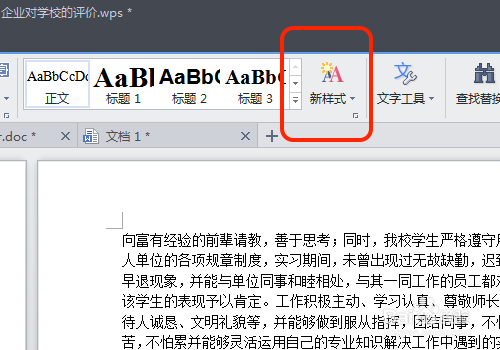 企业对学校的评价.wps *
AaBbCcDd AaBl AaBb( AaBbC
正文 标题 1 标题 2 标题 3 新样式 文字工具 查找替换
r.doc * 文档 1 *
向富有经验的前辈请教，善于思考；同时，我校学生严格遵守
人单位的各项规章制度，实习期间，未曾出现过无故缺勤，迟
早退现象，并能与单位同事和睦相处，与其一同工作的员工都
该学生的表现予以肯定。工作积极主动、学习认真、尊敬师长
待人诚恳、文明礼貌等，并能够做到服从指挥，团结同事，不
苦，不怕累并能够灵活运用自己的专业知识解决工作中遇到的